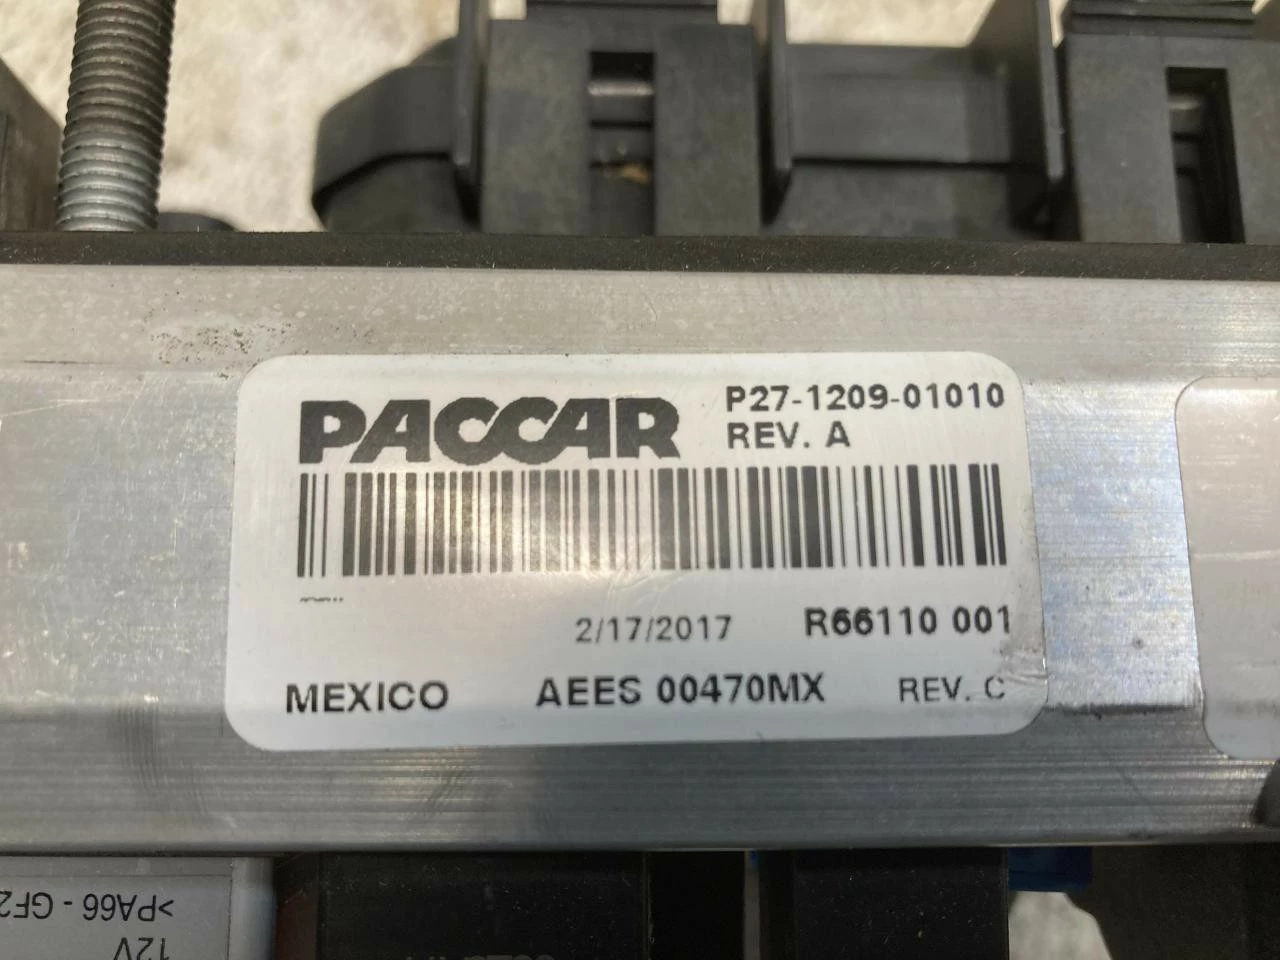 PACCAR
P27-1209-01010
REV. A
2/17/2017
R66110 001
MEXICO
AEES 00470MX
REV. C
>PA66 - GF2
12V